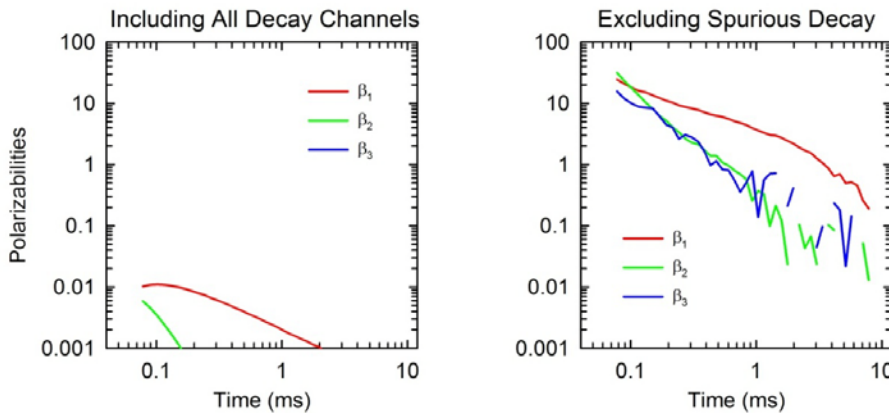 Including All Decay Channels
Polarizabilities
100
10
1
0.1
0.01
0.001
β1
β2
β3
0.1 1 10
Time (ms)
Excluding Spurious Decay
100
10
1
0.1
0.01
0.001
β1
β2
β3
0.1 1 10
Time (ms)